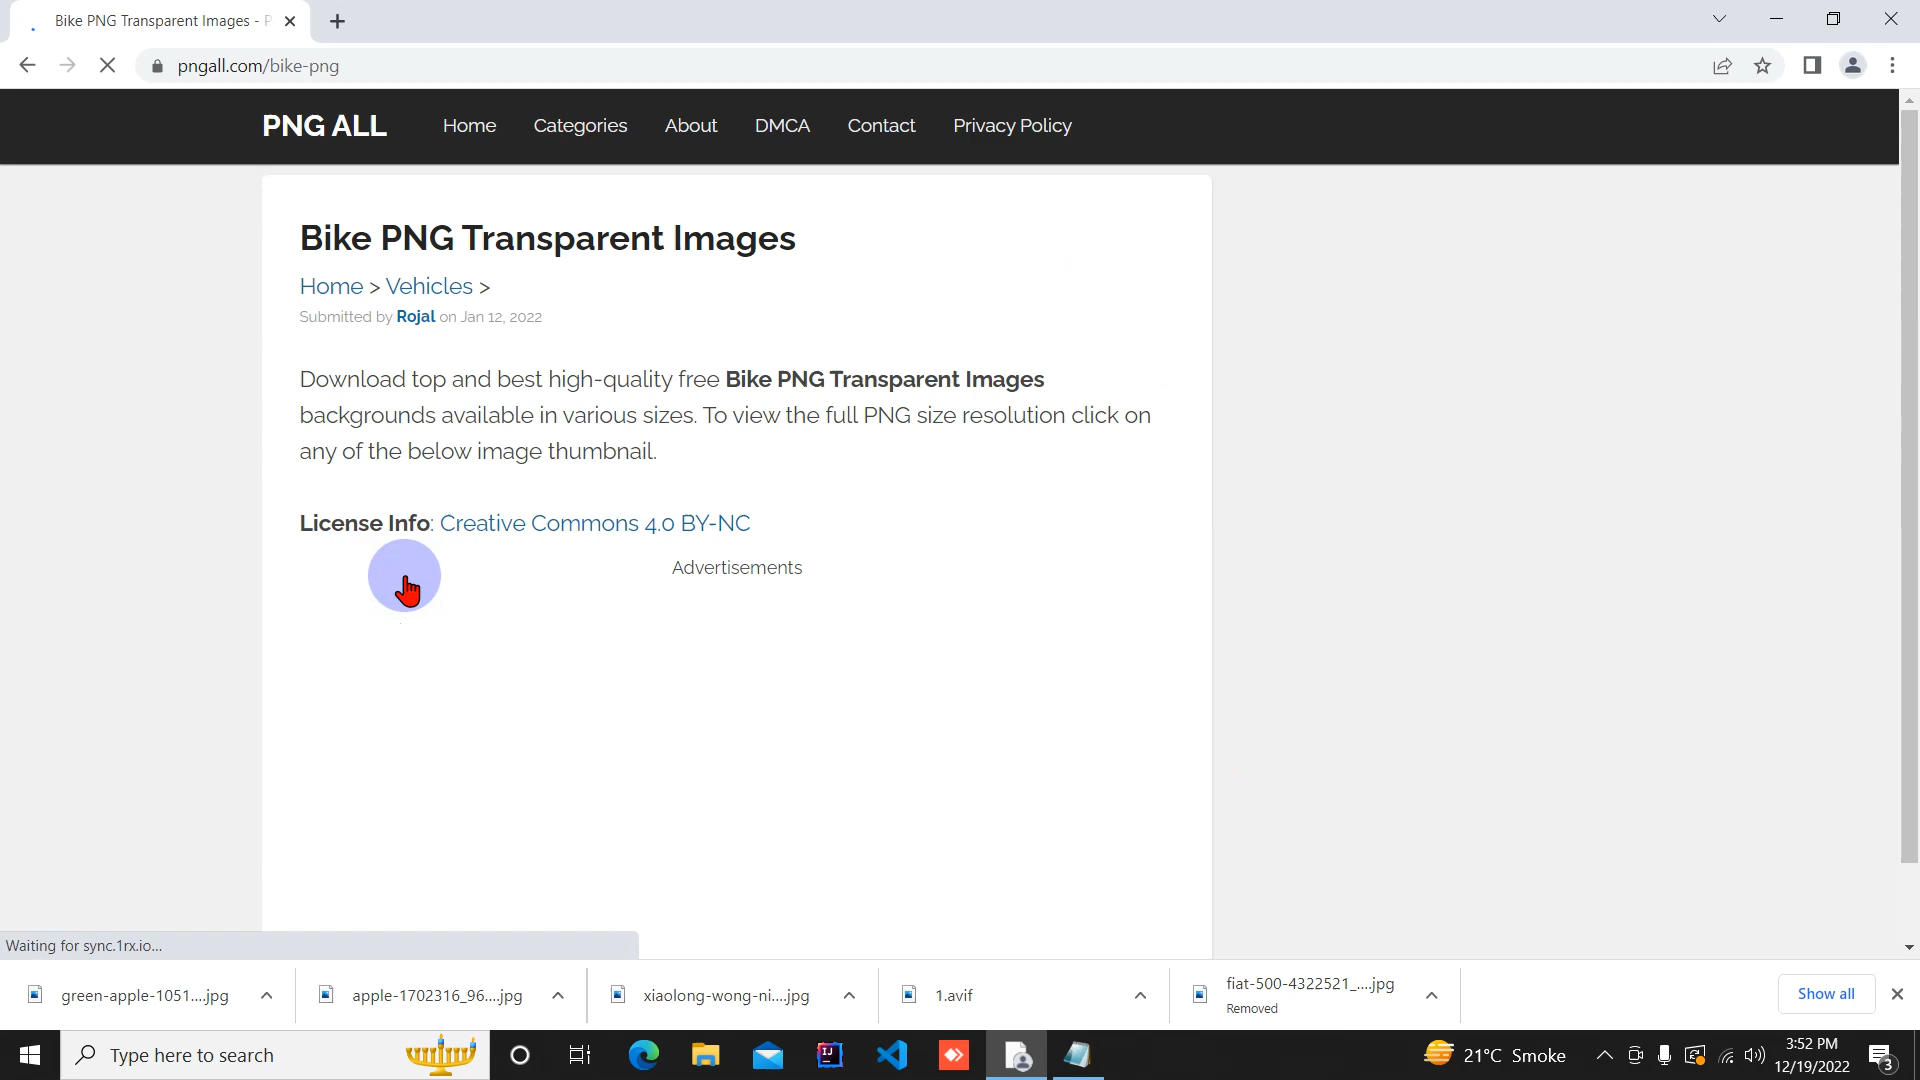 Bike PNG Transparent Images - P
pngall.com/bike-png
PNG ALL
Home
Categories
About
DMCA
Contact
Privacy Policy
Bike PNG Transparent Images
Home > Vehicles >
Submitted by Rojal on Jan 12, 2022
Download top and best high-quality free Bike PNG Transparent Images
backgrounds available in various sizes. To view the full PNG size resolution click on
any of the below image thumbnail.
License Info: Creative Commons 4.0 BY-NC
Advertisements
Waiting for sync.1rx.io...
green-apple-1051....jpg
apple-1702316_96....jpg
xiaolong-wong-ni....jpg
1.avif
fiat-500-4322521_....jpg
Removed
Show all
Type here to search
21°C Smoke
3:52 PM
12/19/2022
3